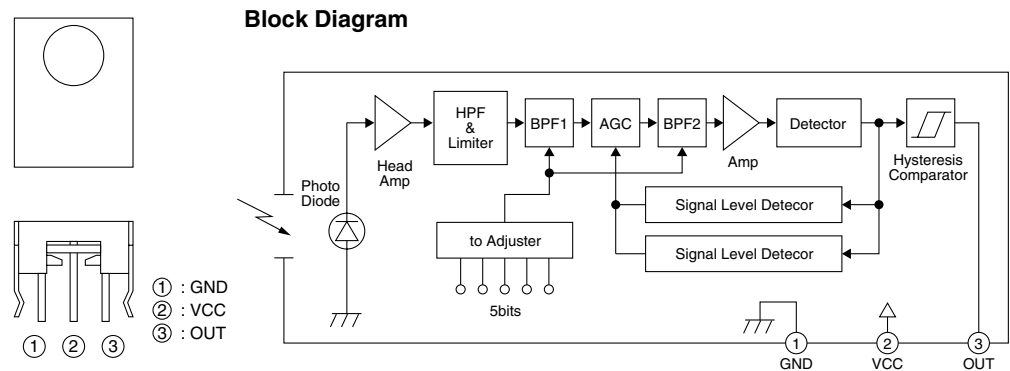 Block Diagram
HPF
&
Limiter
BPF1
AGC
BPF2
Detector
Head
Amp
Amp
Hysteresis
Comparator
Photo
Diode
Signal Level Detecor
to Adjuster
Signal Level Detecor
5bits
① : GND
② : VCC
③ : OUT
① ② ③
① ② ③
GND VCC OUT